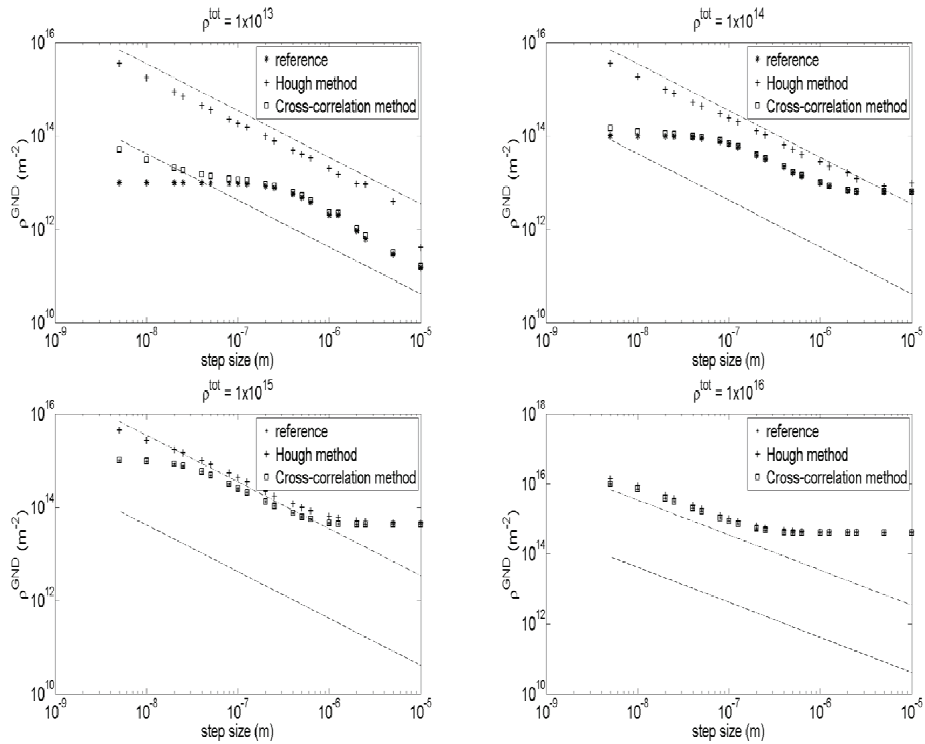 ρ^tot = 1x10^13
10^16
10^14
10^12
10^10
ρ^GND (m^-2)
10^-9 10^-8 10^-7 10^-6 10^-5
step size (m)
reference
Hough method
Cross-correlation method
ρ^tot = 1x10^14
10^16
10^14
10^12
10^10
ρ^GND (m^-2)
10^-9 10^-8 10^-7 10^-6 10^-5
step size (m)
reference
Hough method
Cross-correlation method
ρ^tot = 1x10^15
10^16
10^14
10^12
10^10
ρ^GND (m^-2)
10^-9 10^-8 10^-7 10^-6 10^-5
step size (m)
reference
Hough method
Cross-correlation method
ρ^tot = 1x10^16
10^18
10^16
10^14
10^12
10^10
ρ^GND (m^-2)
10^-9 10^-8 10^-7 10^-6 10^-5
step size (m)
reference
Hough method
Cross-correlation method